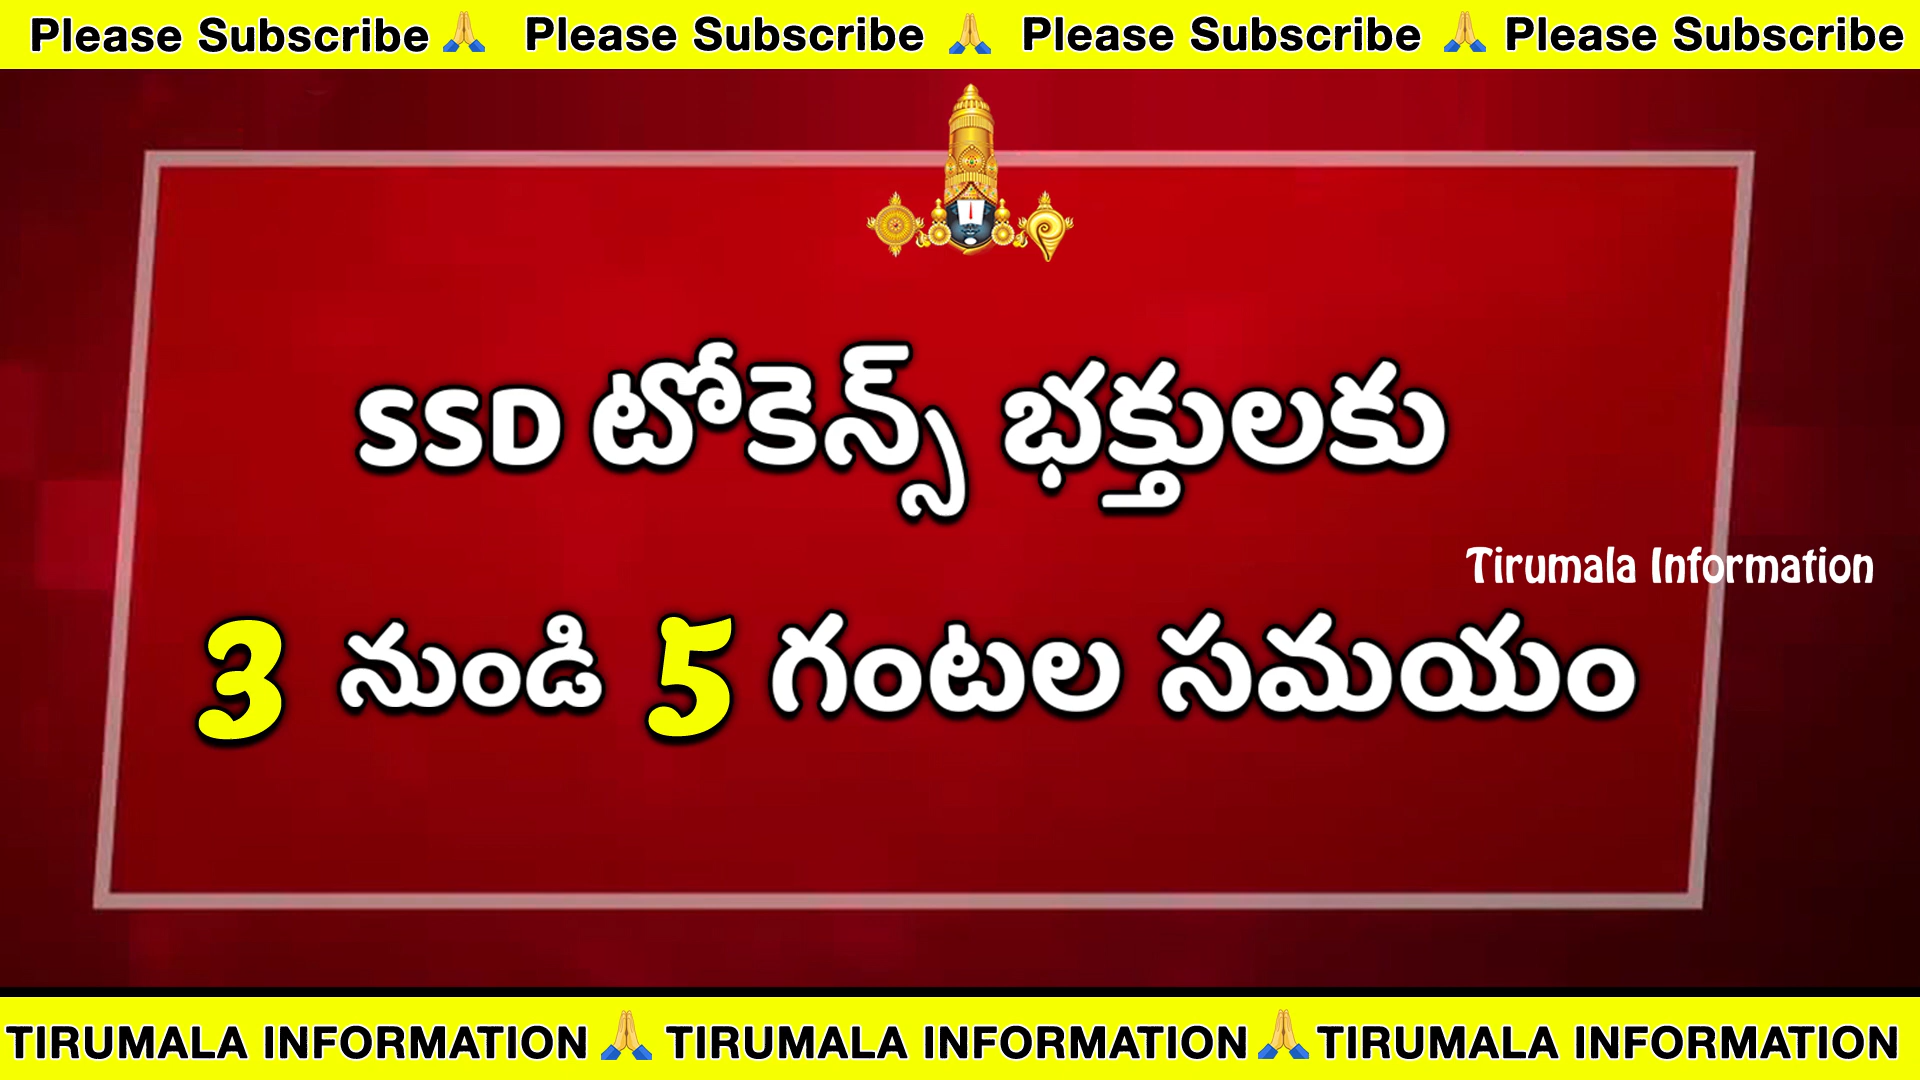 Please Subscribe🙏 Please Subscribe 🙏 Please Subscribe 🙏 Please Subscribe
SSD టోకెన్స్ భక్తులకు
Tirumala Information
3 నుండి 5 గంటల సమయం
TIRUMALA INFORMATION🙏 TIRUMALA INFORMATION🙏TIRUMALA INFORMATION